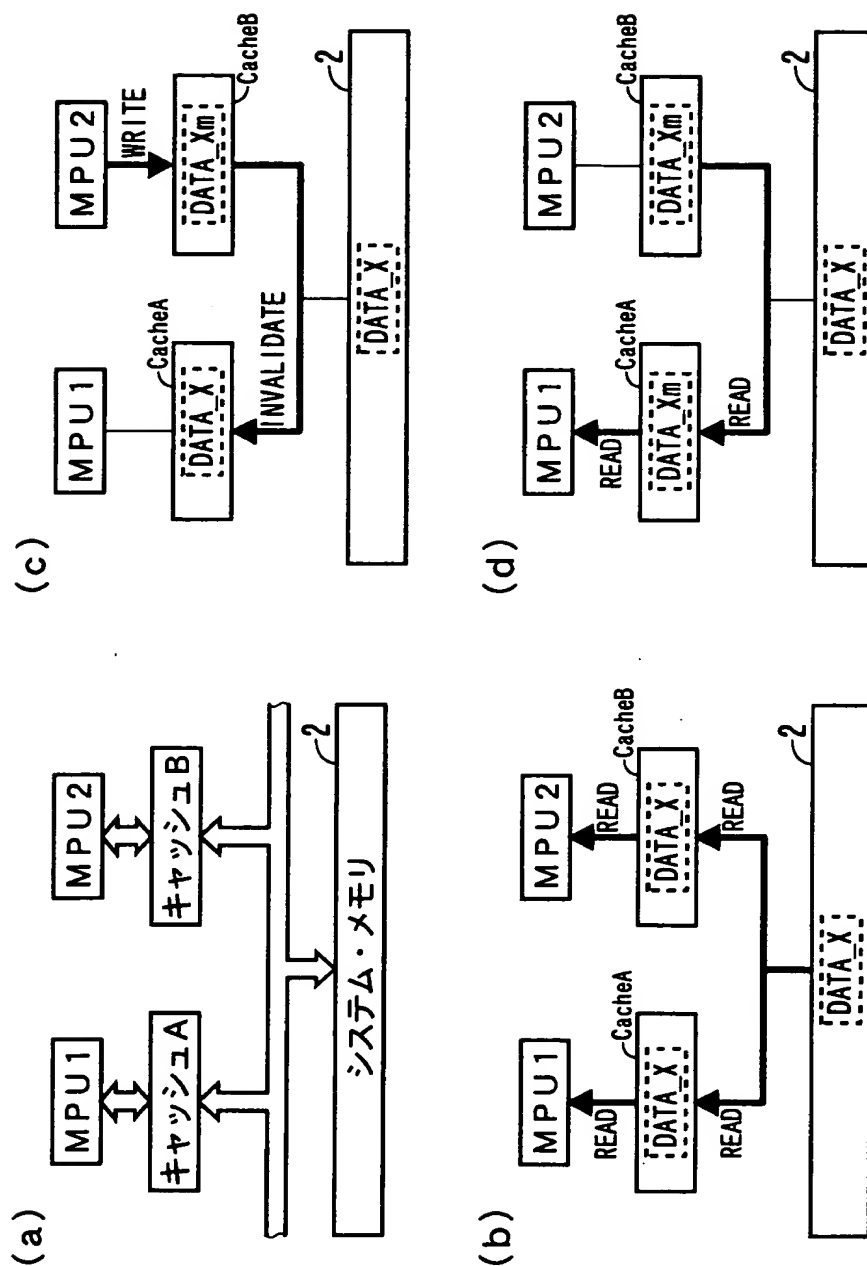 (a)
MPU1
MPU2
キャッシュA
キャッシュB
2
システム・メモリ
(b)
MPU1
MPU2
READ
READ
CacheA
CacheB
DATA_X
DATA_X
READ
READ
2
DATA_X
(c)
MPU1
MPU2
WRITE
CacheA
CacheB
DATA_X
DATA_Xm
INVALIDATE
2
DATA_X
(d)
MPU1
MPU2
READ
CacheA
CacheB
DATA_Xm
DATA_Xm
READ
2
DATA_X